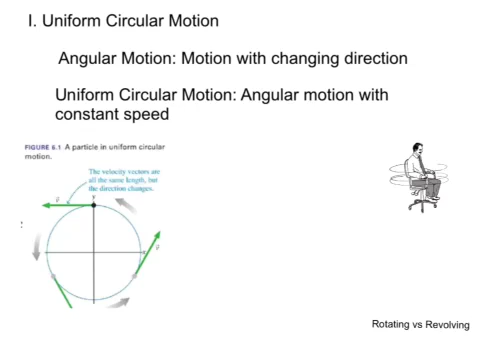 I. Uniform Circular Motion
Angular Motion: Motion with changing direction
Uniform Circular Motion: Angular motion with
constant speed
FIGURE 6.1 A particle in uniform circular
motion.
The velocity vectors are
all the same length, but
the direction changes.
y
v⃗
v⃗
Rotating vs Revolving